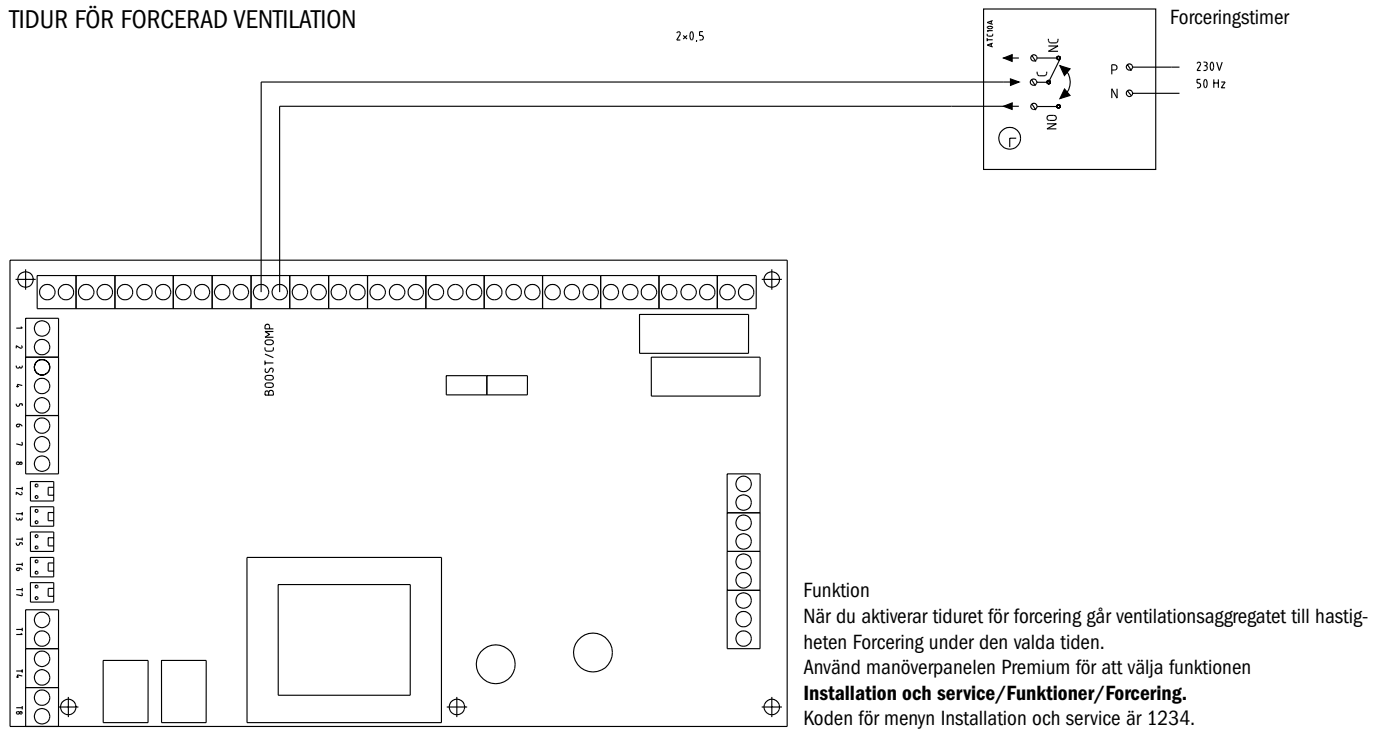 TIDUR FÖR FORCERAD VENTILATION
2×0,5
Forceringstimer
ATC10A
NC
C
NO
P
N
230V
50 Hz
BOOST/COMP
1
2
3
4
5
6
7
8
T2
T3
T5
T6
T7
T1
T4
T8
Funktion
När du aktiverar tiduret för forcering går ventilationsaggregatet till hastig-
heten Forcering under den valda tiden.
Använd manöverpanelen Premium för att välja funktionen
Installation och service/Funktioner/Forcering.
Koden för menyn Installation och service är 1234.